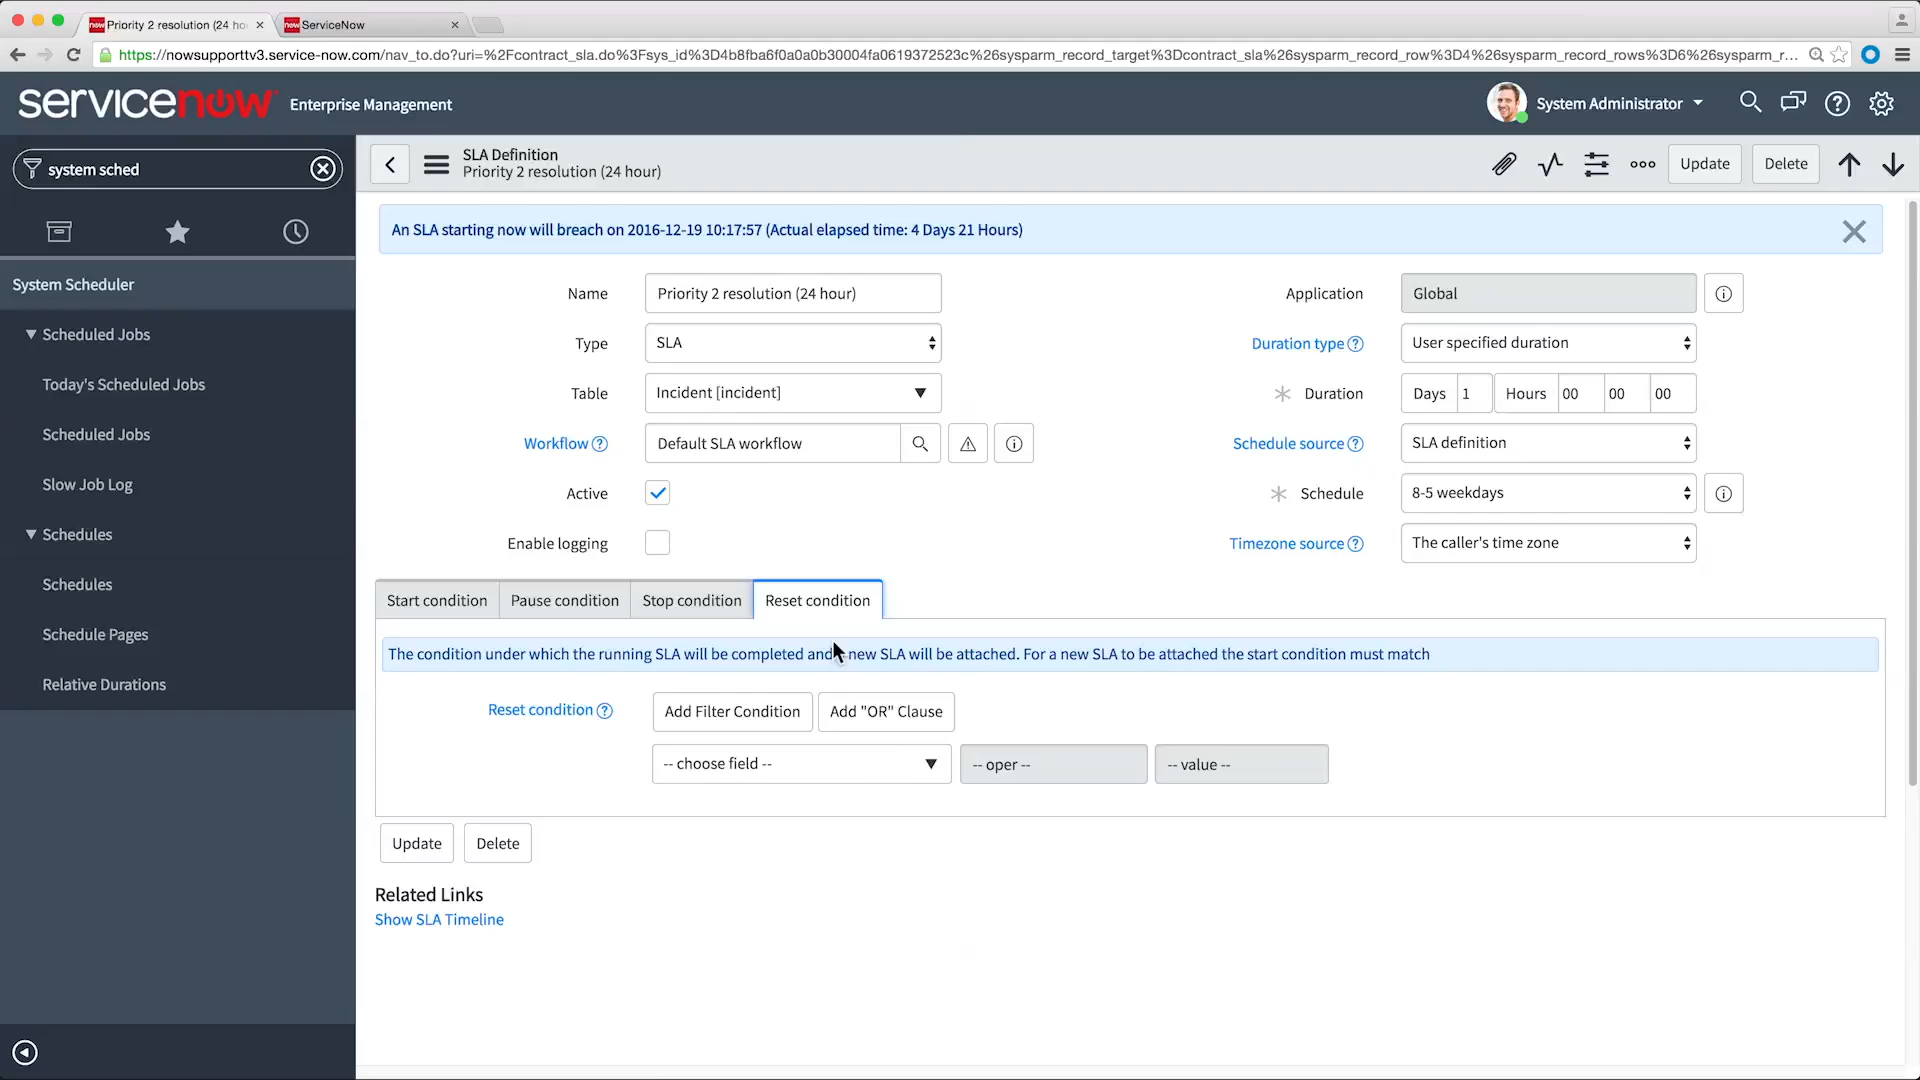 Priority 2 resolution (24 ho
ServiceNow
https://nowsupporttv3.service-now.com/nav_to.do?uri=%2Fcontract_sla.do%3Fsys_id%3D4b8fba6f0a0a0b30004fa0619372523c%26sysparm_record_target%3Dcontract_sla%26sysparm_record_row%3D4%26sysparm_record_rows%3D6%26sysparm_r...
servicenow Enterprise Management
System Administrator
system sched
System Scheduler
Scheduled Jobs
Today's Scheduled Jobs
Scheduled Jobs
Slow Job Log
Schedules
Schedules
Schedule Pages
Relative Durations
SLA Definition
Priority 2 resolution (24 hour)
Update
Delete
An SLA starting now will breach on 2016-12-19 10:17:57 (Actual elapsed time: 4 Days 21 Hours)
Name
Priority 2 resolution (24 hour)
Type
SLA
Table
Incident [incident]
Workflow
Default SLA workflow
Active
Enable logging
Application
Global
Duration type
User specified duration
Duration
Days 1 Hours 00 00 00
Schedule source
SLA definition
Schedule
8-5 weekdays
Timezone source
The caller's time zone
Start condition
Pause condition
Stop condition
Reset condition
The condition under which the running SLA will be completed and new SLA will be attached. For a new SLA to be attached the start condition must match
Reset condition
Add Filter Condition
Add "OR" Clause
-- choose field --
-- oper --
-- value --
Update
Delete
Related Links
Show SLA Timeline